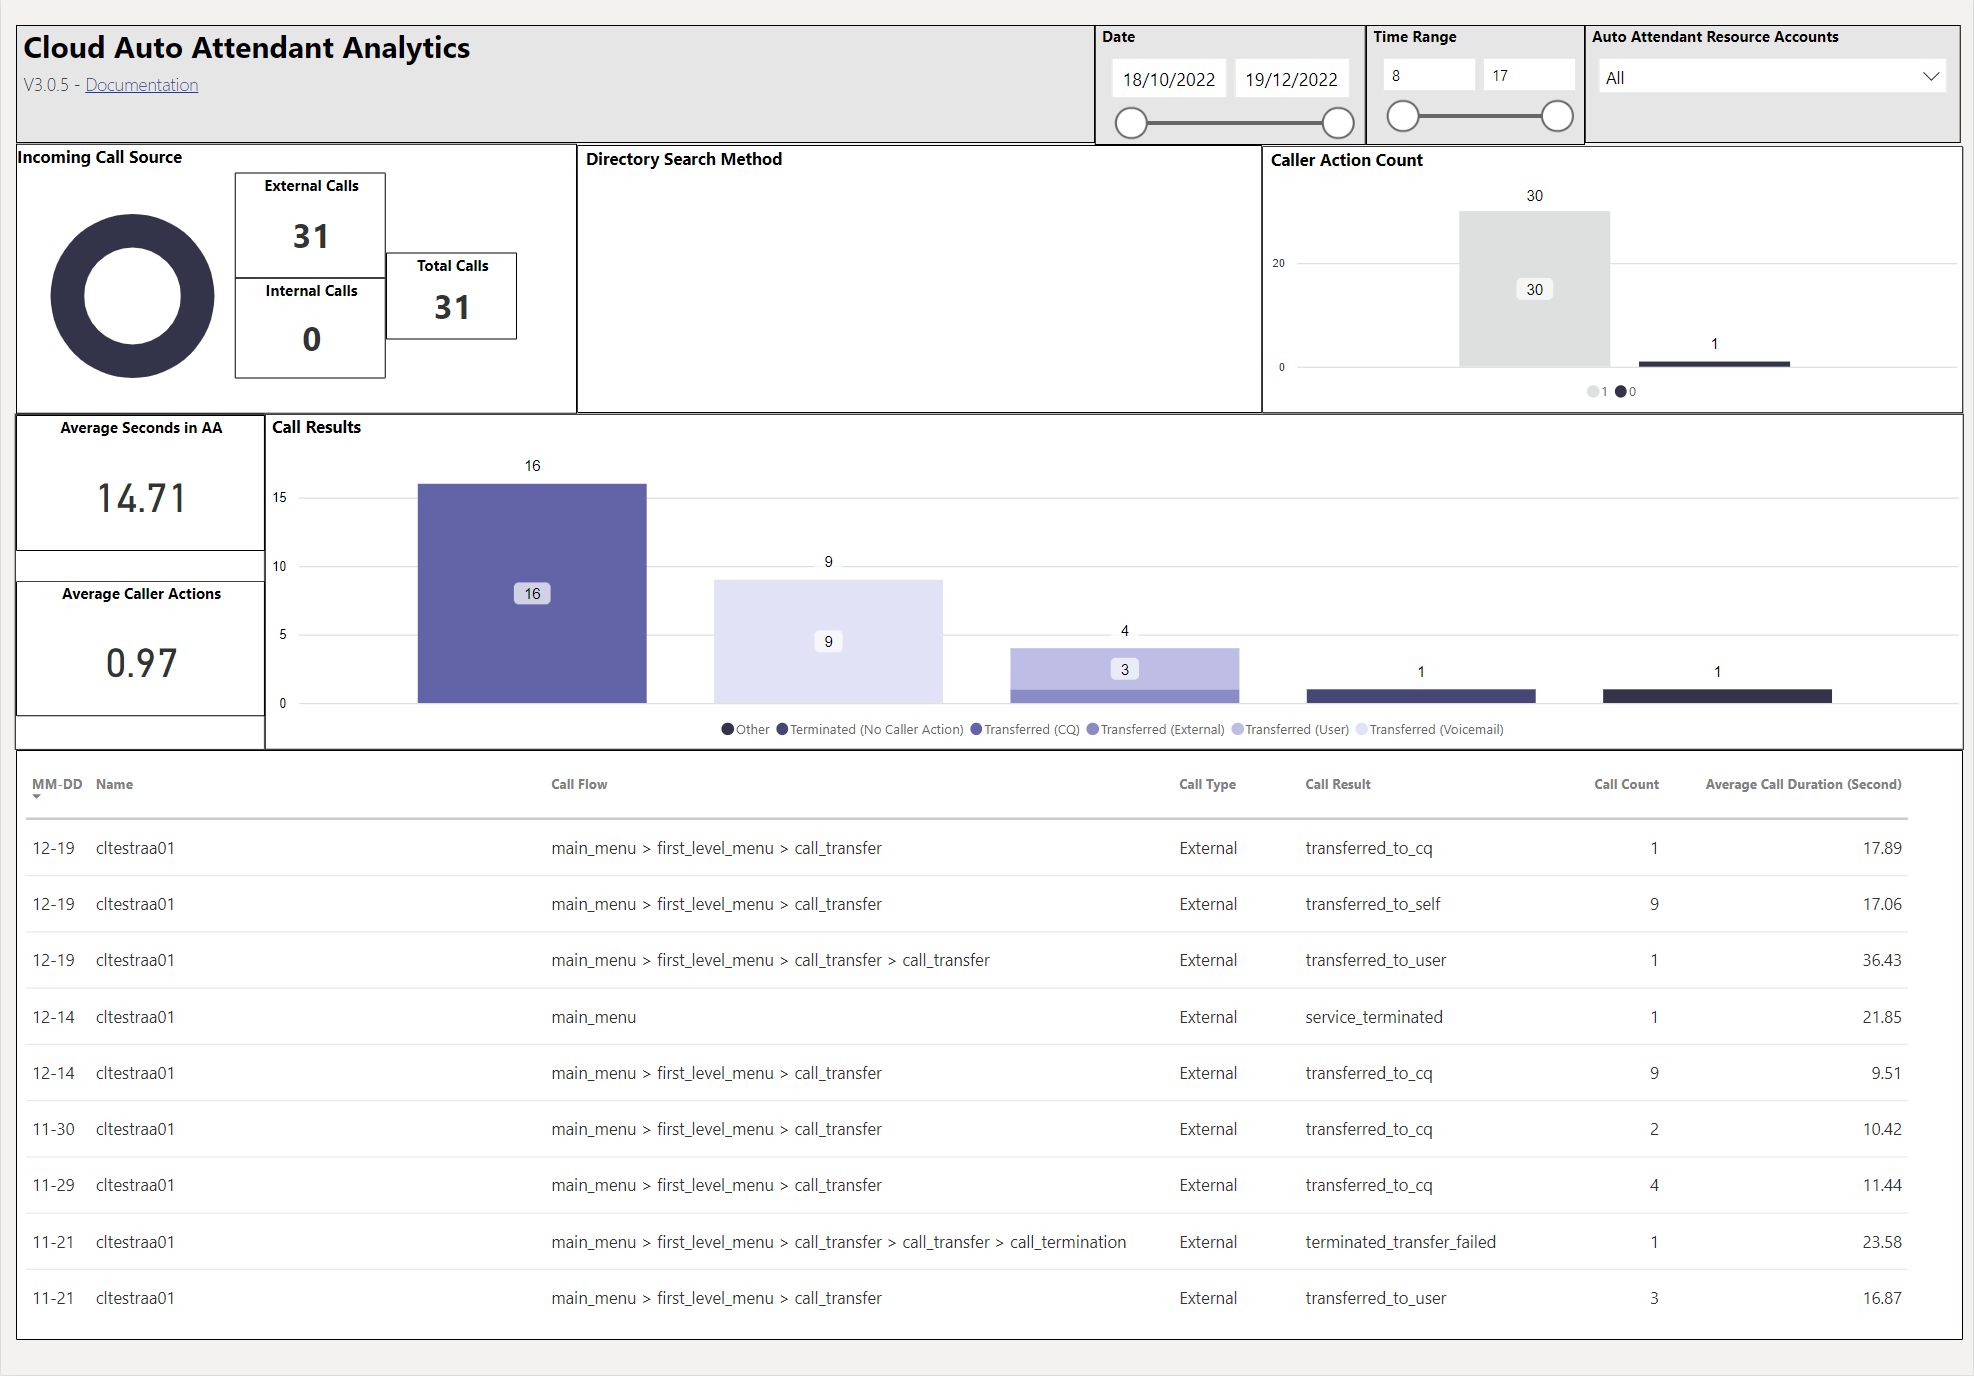 Cloud Auto Attendant Analytics
V3.0.5 - Documentation
Date
18/10/2022 19/12/2022
Time Range
8 17
Auto Attendant Resource Accounts
All
Incoming Call Source
External Calls
31
Internal Calls
0
Total Calls
31
Directory Search Method
Caller Action Count
30
20
30
1
0
1 0
Average Seconds in AA
14.71
Average Caller Actions
0.97
Call Results
16
15
9
10
16
4
5
9
3
1
1
0
Other Terminated (No Caller Action) Transferred (CQ) Transferred (External) Transferred (User) Transferred (Voicemail)
MM-DD Name Call Flow Call Type Call Result Call Count Average Call Duration (Second)
12-19 cltestraa01 main_menu > first_level_menu > call_transfer External transferred_to_cq 1 17.89
12-19 cltestraa01 main_menu > first_level_menu > call_transfer External transferred_to_self 9 17.06
12-19 cltestraa01 main_menu > first_level_menu > call_transfer > call_transfer External transferred_to_user 1 36.43
12-14 cltestraa01 main_menu External service_terminated 1 21.85
12-14 cltestraa01 main_menu > first_level_menu > call_transfer External transferred_to_cq 9 9.51
11-30 cltestraa01 main_menu > first_level_menu > call_transfer External transferred_to_cq 2 10.42
11-29 cltestraa01 main_menu > first_level_menu > call_transfer External transferred_to_cq 4 11.44
11-21 cltestraa01 main_menu > first_level_menu > call_transfer > call_transfer > call_termination External terminated_transfer_failed 1 23.58
11-21 cltestraa01 main_menu > first_level_menu > call_transfer External transferred_to_user 3 16.87